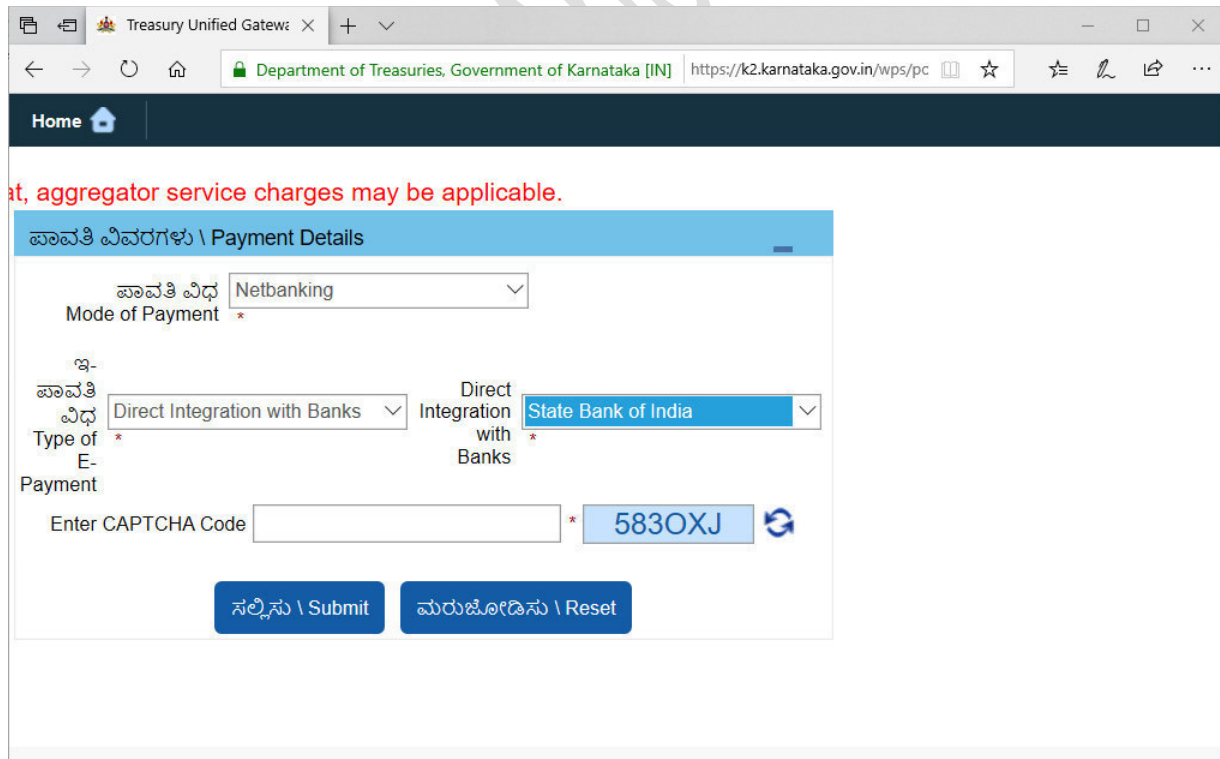 Treasury Unified Gatewa
Department of Treasuries, Government of Karnataka [IN] https://k2.karnataka.gov.in/wps/pc
Home
at, aggregator service charges may be applicable.
ಪಾವತಿ ವಿವರಗಳು \ Payment Details
ಪಾವತಿ ವಿಧ
Mode of Payment
Netbanking
*
ಇ-
ಪಾವತಿ
ವಿಧ
Type of
E-
Payment
Direct Integration with Banks
*
Direct
Integration
with
Banks
State Bank of India
*
Enter CAPTCHA Code * 583OXJ
ಸಲ್ಲಿಸು \ Submit ಮರುಜೋಡಿಸು \ Reset